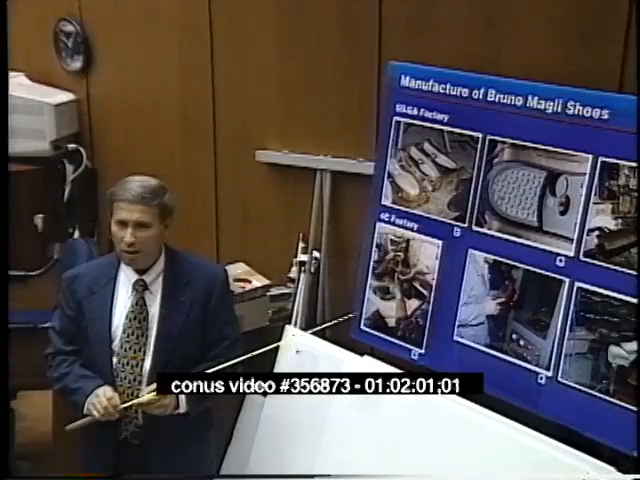 Manufacture of Bruno Magli Shoes
SILGA Factory
4C Factory
conus video #356873 - 01:02:01;01